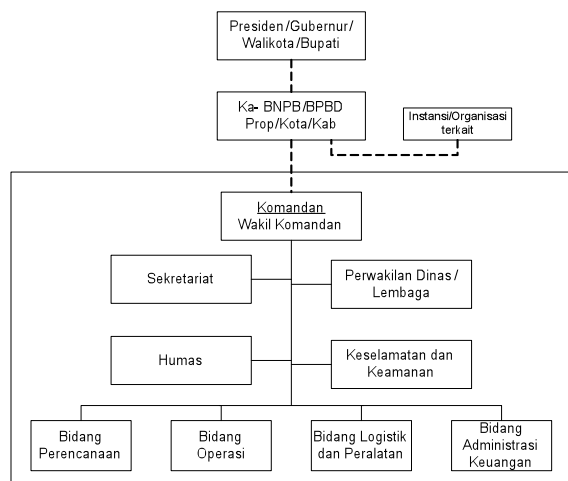 Presiden/Gubernur/
Walikota/Bupati
Ka- BNPB/BPBD
Prop/Kota/Kab
Instansi/Organisasi
terkait
Komandan
Wakil Komandan
Sekretariat
Perwakilan Dinas /
Lembaga
Humas
Keselamatan dan
Keamanan
Bidang
Perencanaan
Bidang
Operasi
Bidang Logistik
dan Peralatan
Bidang
Administrasi
Keuangan